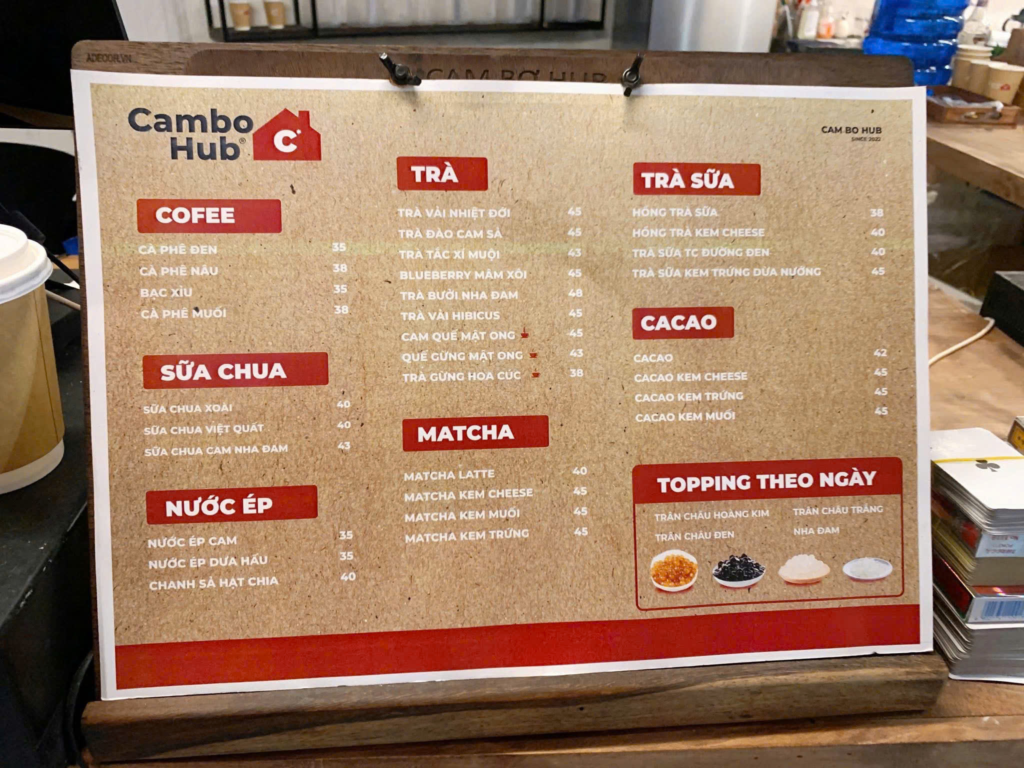 ADECOR.VN
CAM BƠ HUB
Cambo
Hub®
C
CAM BO HUB
SINCE 2022
COFEE
CÀ PHÊ ĐEN 35
CÀ PHÊ NÂU 38
BẠC XỈU 35
CÀ PHÊ MUỐI 38
SỮA CHUA
SỮA CHUA XOÀI 40
SỮA CHUA VIỆT QUẤT 40
SỮA CHUA CAM NHA ĐAM 43
NƯỚC ÉP
NƯỚC ÉP CAM 35
NƯỚC ÉP DƯA HẤU 35
CHANH SẢ HẠT CHIA 40
TRÀ
TRÀ VẢI NHIỆT ĐỚI 45
TRÀ ĐÀO CAM SẢ 45
TRÀ TẮC XÍ MUỘI 43
BLUEBERRY MÂM XÔI 45
TRÀ BƯỞI NHA ĐAM 48
TRÀ VẢI HIBICUS 45
CAM QUẾ MẬT ONG 45
QUẾ GỪNG MẬT ONG 43
TRÀ GỪNG HOA CÚC 38
MATCHA
MATCHA LATTE 40
MATCHA KEM CHEESE 45
MATCHA KEM MUỐI 45
MATCHA KEM TRỨNG 45
TRÀ SỮA
HỒNG TRÀ SỮA 38
HỒNG TRÀ KEM CHEESE 40
TRÀ SỮA TC ĐƯỜNG ĐEN 40
TRÀ SỮA KEM TRỨNG DỪA NƯỚNG 45
CACAO
CACAO 42
CACAO KEM CHEESE 45
CACAO KEM TRỨNG 45
CACAO KEM MUỐI 45
TOPPING THEO NGÀY
TRÂN CHÂU HOÀNG KIM TRÂN CHÂU TRẮNG
TRÂN CHÂU ĐEN NHA ĐAM